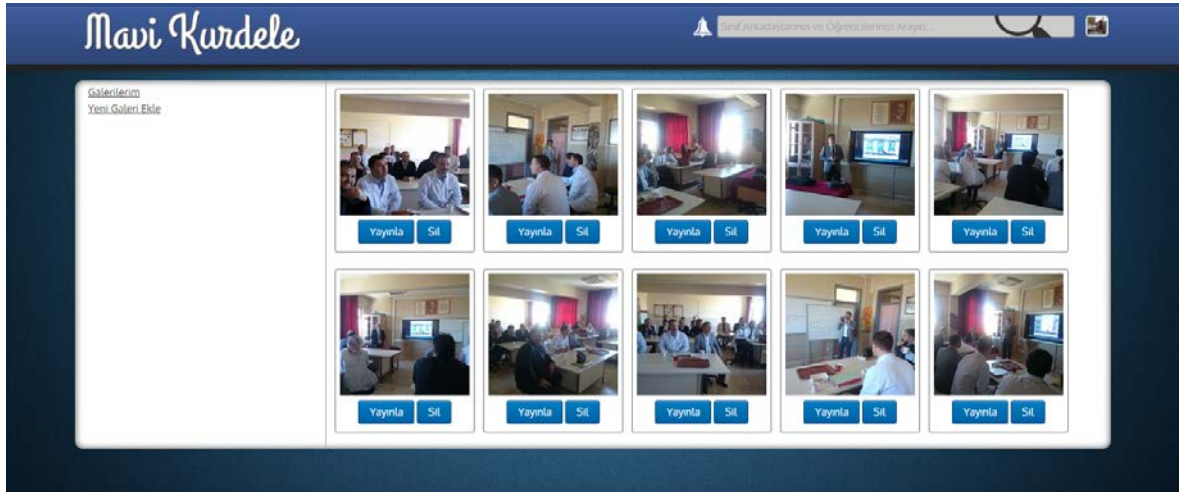 Mavi Kurdele
Sınıf Arkadaşlarınızı ve Öğrencilerinizi Arayın...
Galerilerim
Yeni Galeri Ekle
Yayınla Sil Yayınla Sil Yayınla Sil Yayınla Sil Yayınla Sil
Yayınla Sil Yayınla Sil Yayınla Sil Yayınla Sil Yayınla Sil